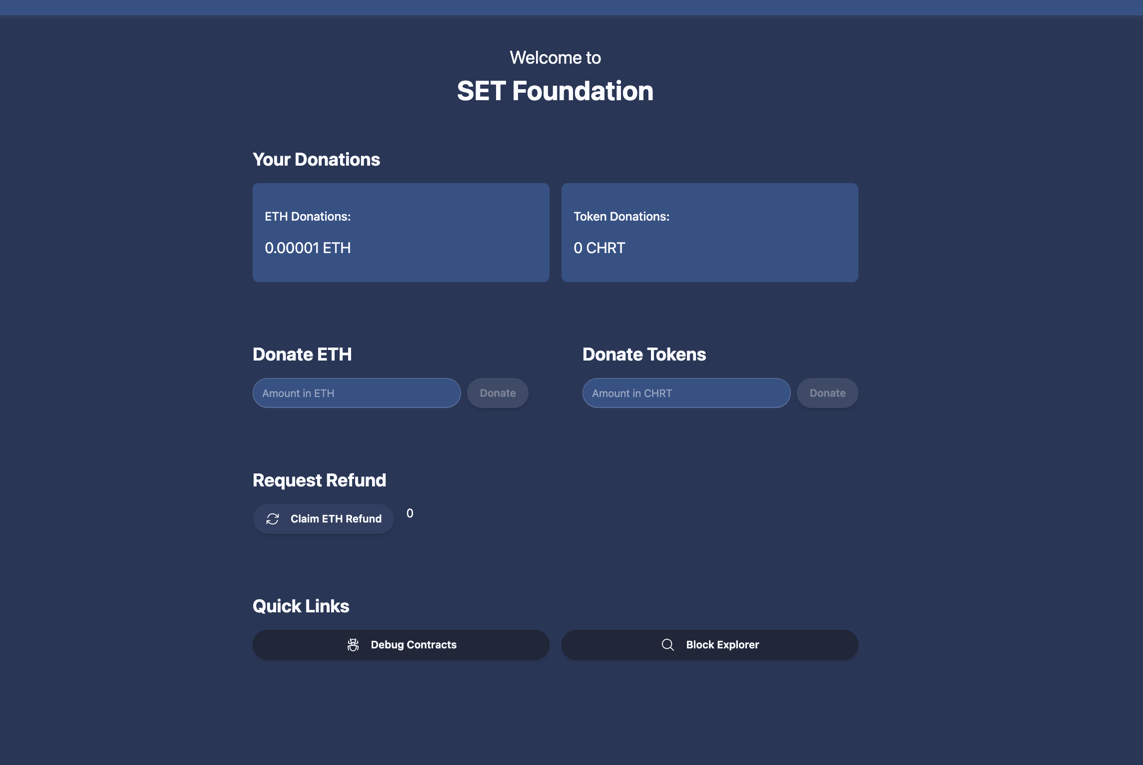 Welcome to
SET Foundation
Your Donations
ETH Donations:
0.00001 ETH
Token Donations:
0 CHRT
Donate ETH
Amount in ETH
Donate
Donate Tokens
Amount in CHRT
Donate
Request Refund
Claim ETH Refund
0
Quick Links
Debug Contracts
Block Explorer